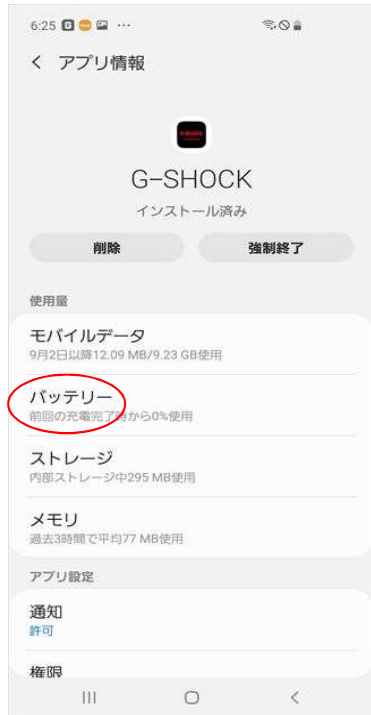 6:25
アプリ情報
G-SHOCK
インストール済み
削除
強制終了
使用量
モバイルデータ
9月2日以降12.09 MB/9.23 GB使用
バッテリー
前回の充電完了時から0%使用
ストレージ
内部ストレージ中295 MB使用
メモリ
過去3時間で平均77 MB使用
アプリ設定
通知
許可
権限